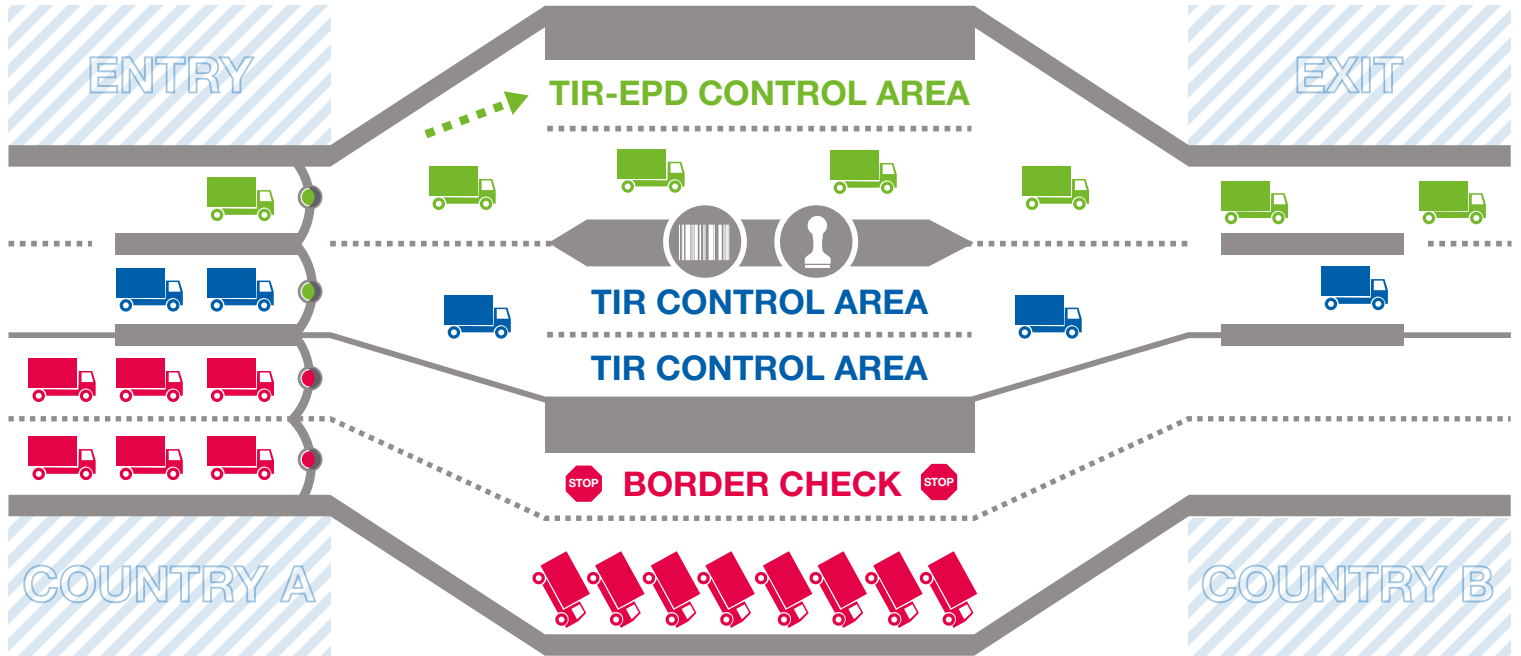 ENTRY
EXIT
TIR-EPD CONTROL AREA
TIR CONTROL AREA
TIR CONTROL AREA
STOP BORDER CHECK STOP
COUNTRY A
COUNTRY B